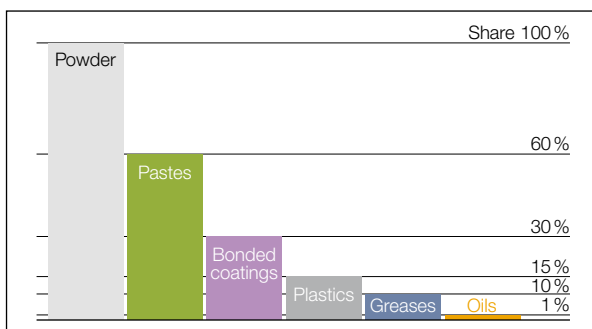 Share 100 %
Powder
60 %
Pastes
30 %
Bonded
coatings
15 %
Plastics
10 %
Greases
Oils
1 %